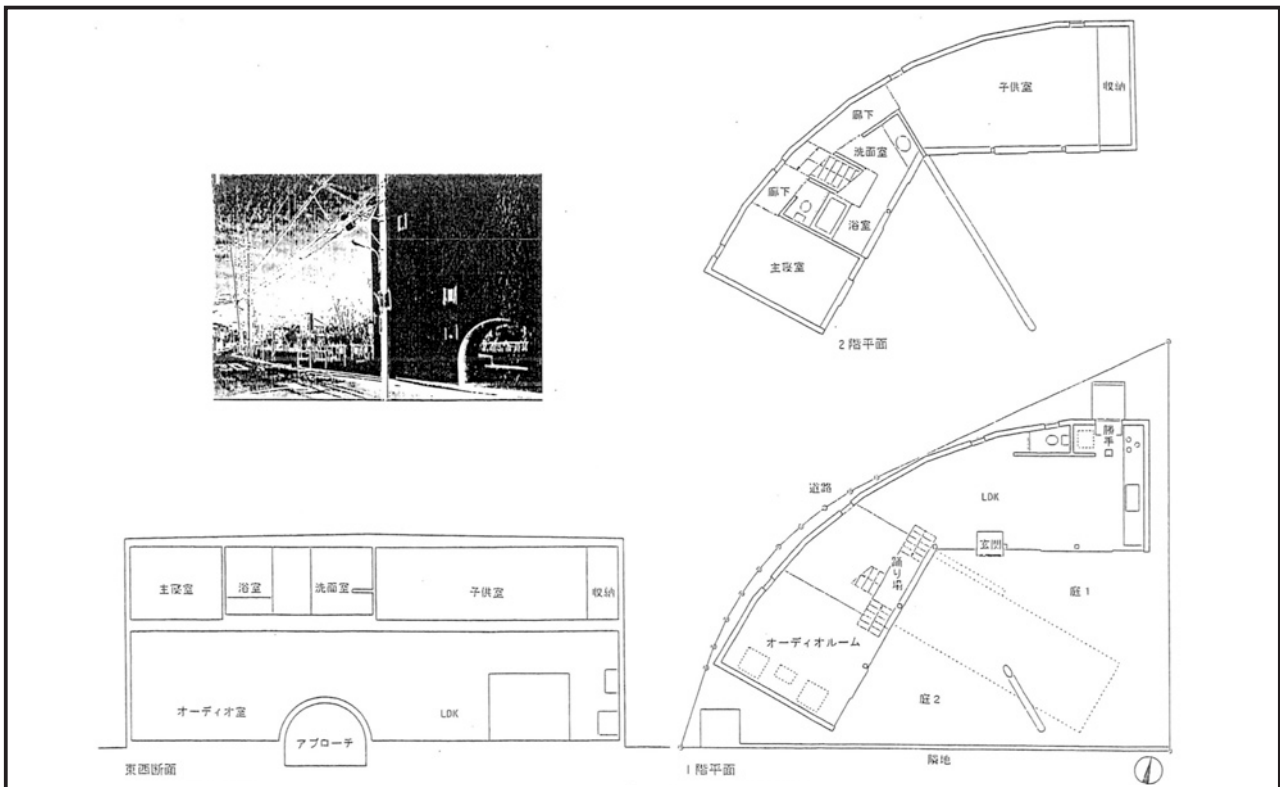 子供室
収納
廊下
洗面室
廊下
浴室
主寝室
2階平面
勝手口
道路
LDK
玄関
踊り場
庭1
オーディオルーム
庭2
隣地
1階平面
主寝室
浴室
洗面室
子供室
収納
オーディオ室
LDK
アプローチ
東西断面